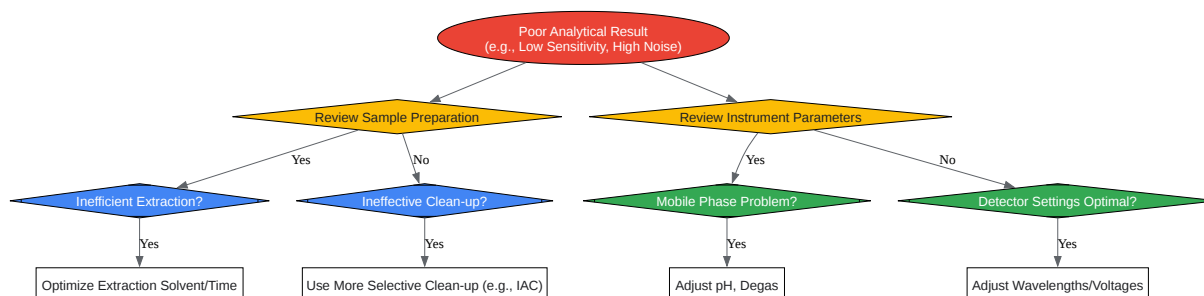 Poor Analytical Result
(e.g., Low Sensitivity, High Noise)
Review Sample Preparation
Review Instrument Parameters
Yes
No
Yes
No
Inefficient Extraction?
Ineffective Clean-up?
Mobile Phase Problem?
Detector Settings Optimal?
Yes
Yes
Yes
Yes
Optimize Extraction Solvent/Time
Use More Selective Clean-up (e.g., IAC)
Adjust pH, Degas
Adjust Wavelengths/Voltages